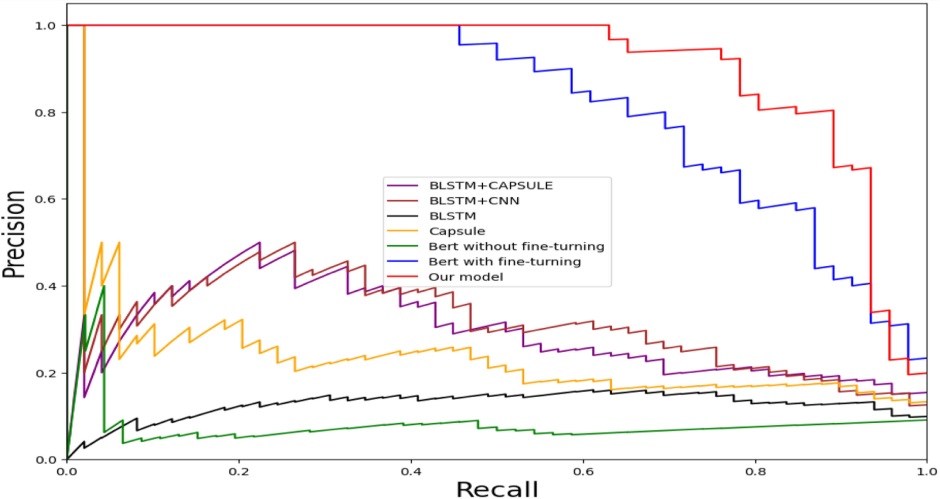 1.0
0.8
0.6
0.4
0.2
0.0
Precision
BLSTM+CAPSULE
BLSTM+CNN
BLSTM
Capsule
Bert without fine-turning
Bert with fine-turning
Our model
0.0 0.2 0.4 0.6 0.8 1.0
Recall